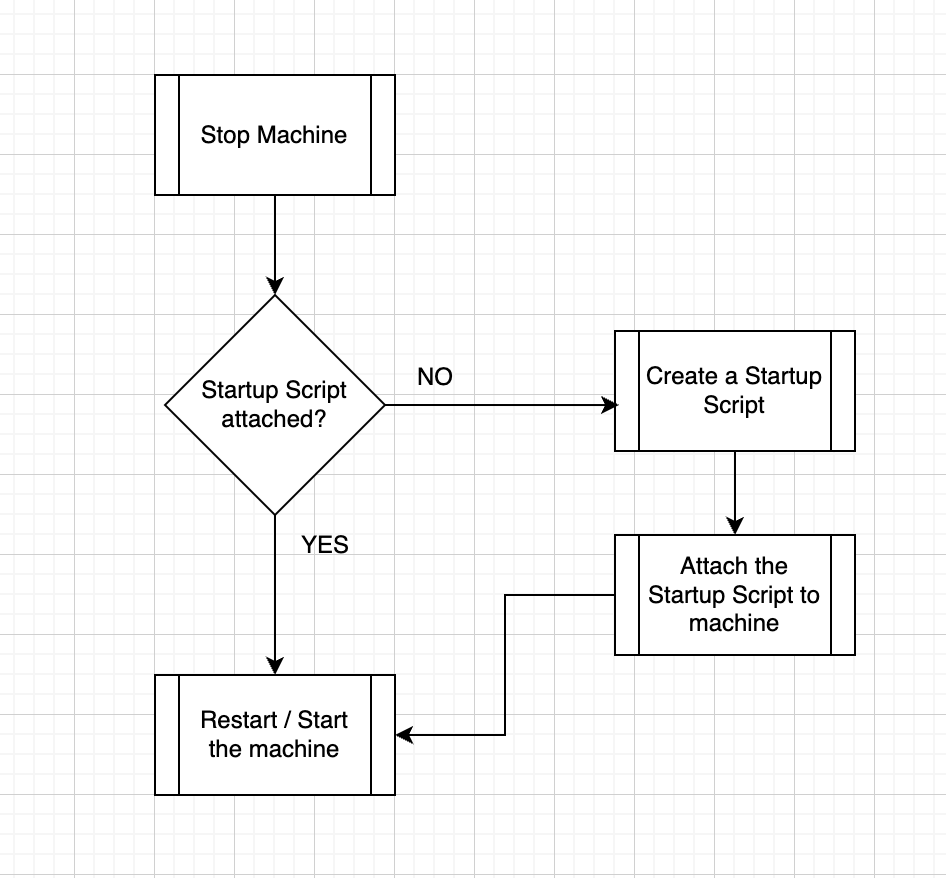 Stop Machine
Startup Script
attached?
NO
Create a Startup
Script
YES
Attach the
Startup Script to
machine
Restart / Start
the machine